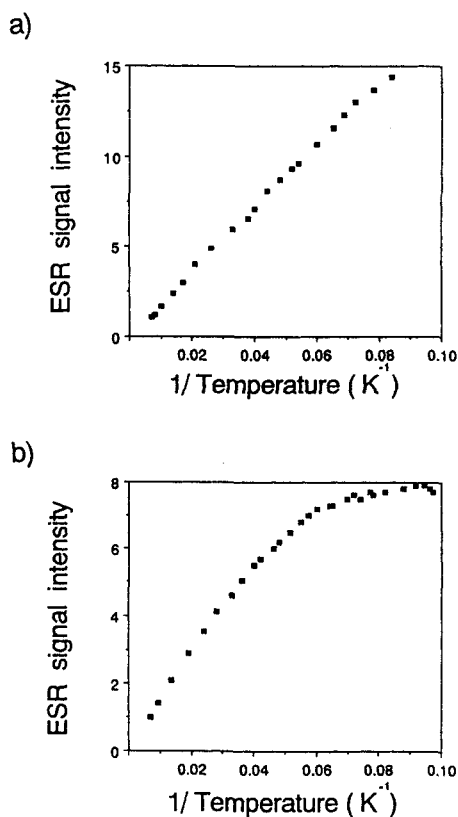 a)
15
10
5
0
ESR signal intensity
0.02 0.04 0.06 0.08 0.10
1/ Temperature ( K⁻¹ )
b)
8
6
4
2
0
ESR signal intensity
0.02 0.04 0.06 0.08 0.10
1/ Temperature ( K⁻¹ )